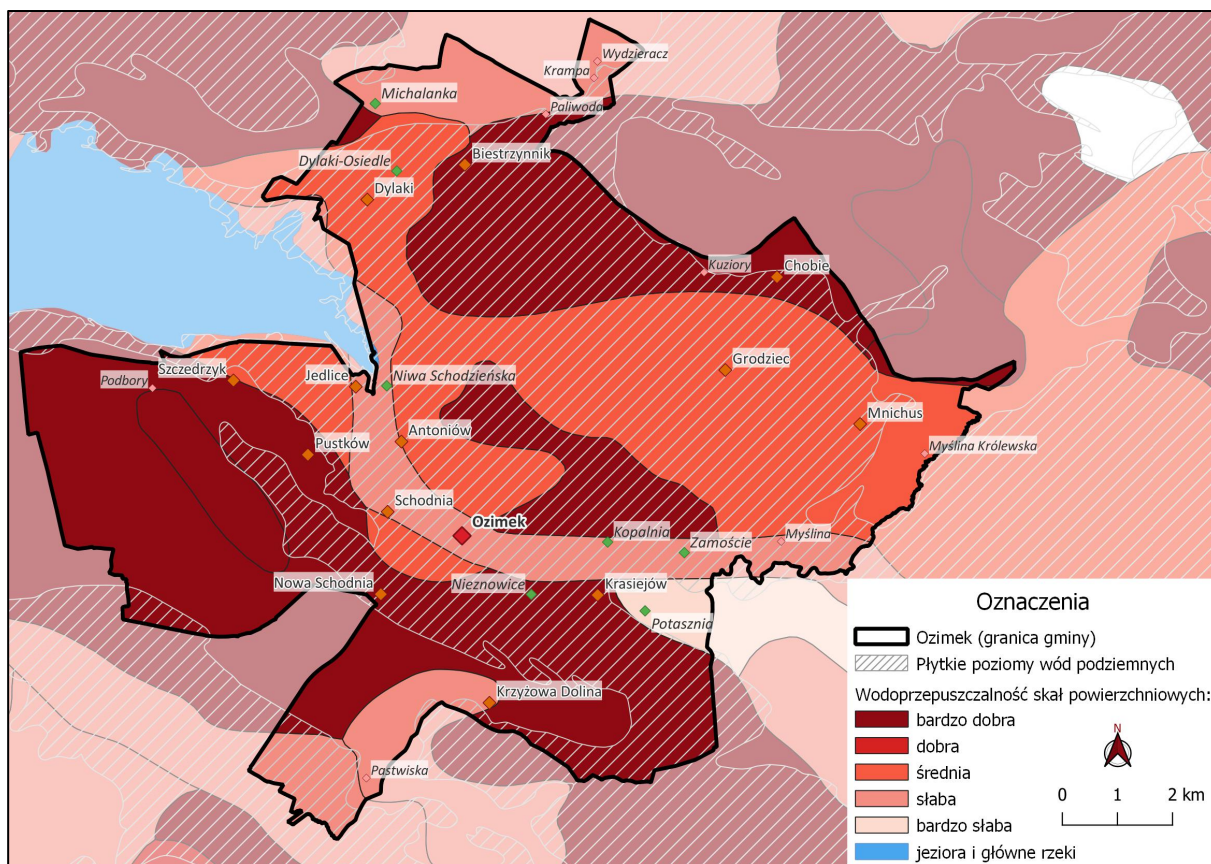 Wydzieracz
Krampa
Michalanka
Paliwoda
Biestrzynnik
Dylaki-Osiedle
Dylaki
Kuziory
Chobie
Szczedrzyk
Podbory
Jedlice
Niwa Schodzieńska
Grodziec
Mnichus
Antoniów
Pustków
Myślina Królewska
Schodnia
Ozimek
Kopalnia
Zamoście
Myślina
Nowa Schodnia
Nieznowice
Krasiejów
Potasznia
Krzyżowa Dolina
Pastwiska
Oznaczenia
Ozimek (granica gminy)
Płytkie poziomy wód podziemnych
Wodoprzepuszczalność skał powierzchniowych:
bardzo dobra
dobra
średnia
słaba
bardzo słaba
jeziora i główne rzeki
N
0 1 2 km